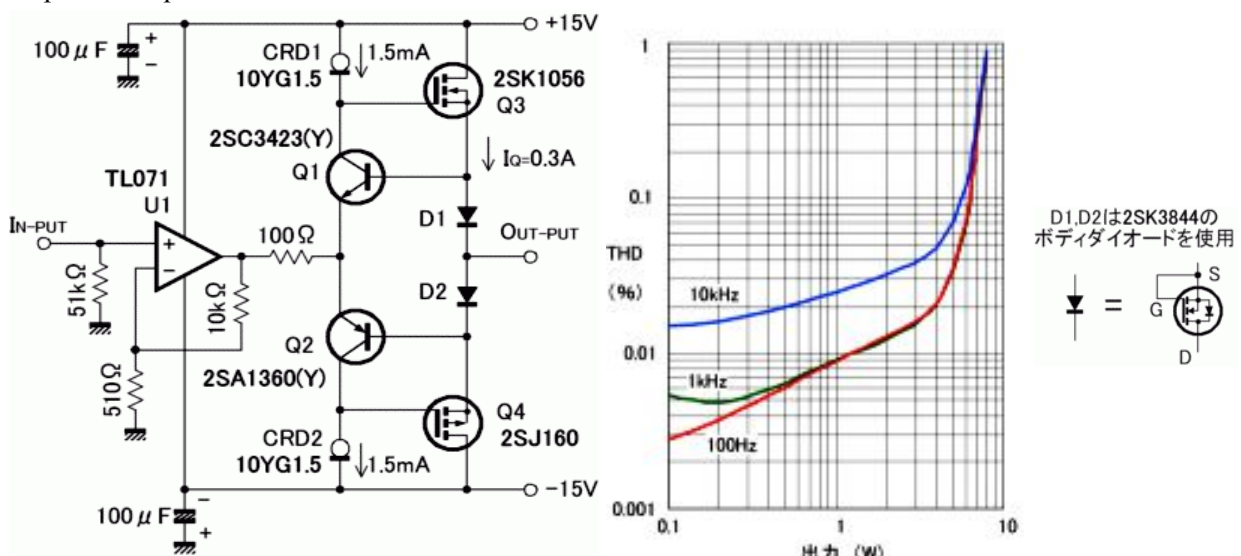 +15V
100μF
+
−
CRD1
10YG1.5
1.5mA
2SK1056
Q3
2SC3423(Y)
Q1
IQ=0.3A
TL071
U1
IN-PUT
+
−
100Ω
D1
OUT-PUT
D2
51kΩ
10kΩ
510Ω
Q2
2SA1360(Y)
Q4
2SJ160
CRD2
10YG1.5
1.5mA
−15V
100μF
−
+
1
0.1
THD
(%)
0.01
0.001
10kHz
1kHz
100Hz
0.1
1
10
出力 (W)
D1,D2は2SK3844の
ボディダイオードを使用
=
S
G
D